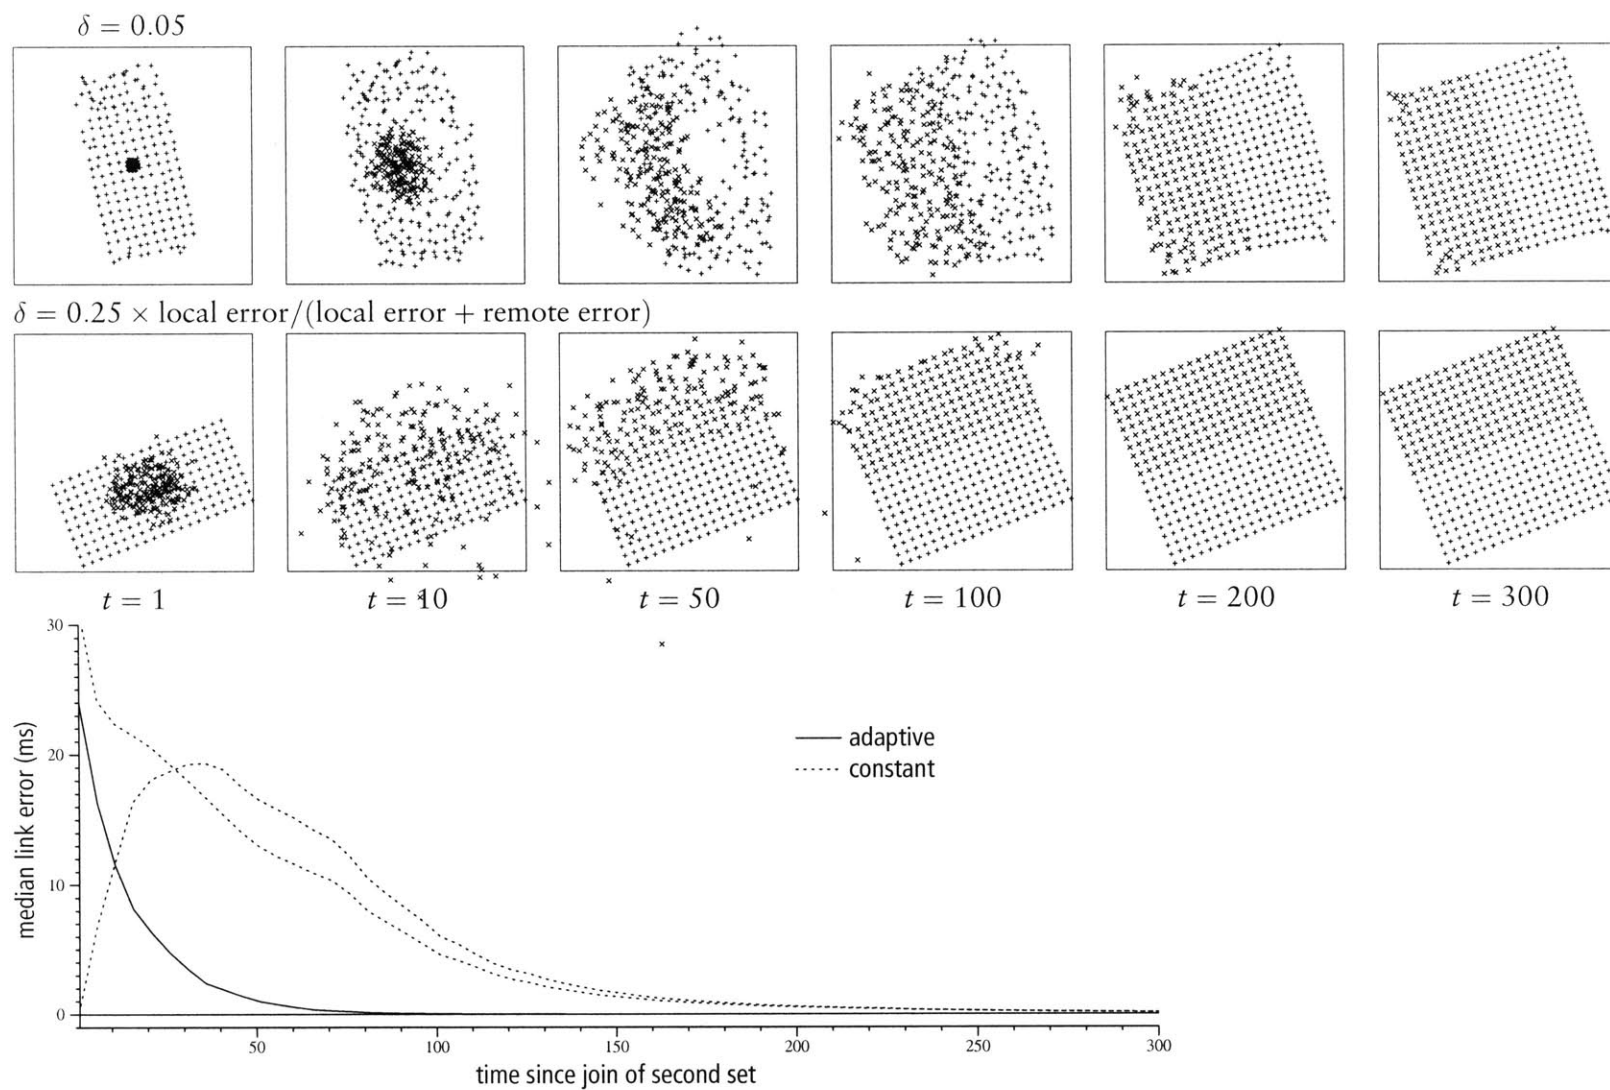 δ = 0.05
δ = 0.25 × local error/(local error + remote error)
t = 1
t = 10
t = 50
t = 100
t = 200
t = 300
30
20
10
0
median link error (ms)
adaptive
constant
50
100
150
200
250
300
time since join of second set